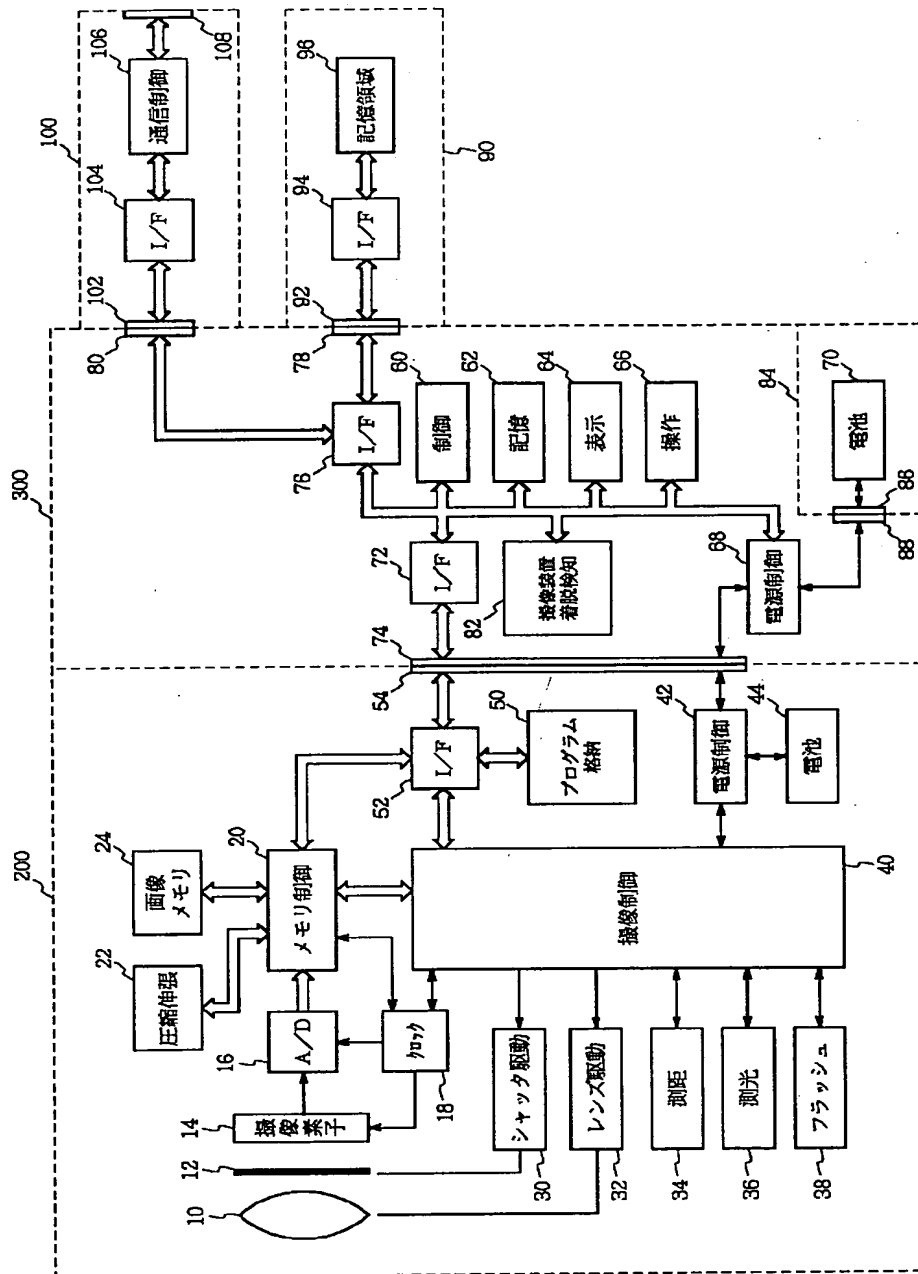 200
300
100
90
10
12
14
撮像
素子
16
A/D
18
クロック
20
メモリ制御
22
圧縮伸張
24
画像
メモリ
30
シャッタ駆動
32
レンズ駆動
34
測距
36
測光
38
フラッシュ
40
撮像制御
42
電源制御
44
電池
50
プログラム
格納
52
I/F
54
74
72
I/F
82
撮像装置
着脱検知
68
電源制御
76
I/F
60
制御
62
記憶
64
表示
66
操作
84
70
電池
88
88
80
102
104
I/F
106
通信制御
108
78
92
94
I/F
96
記憶領域